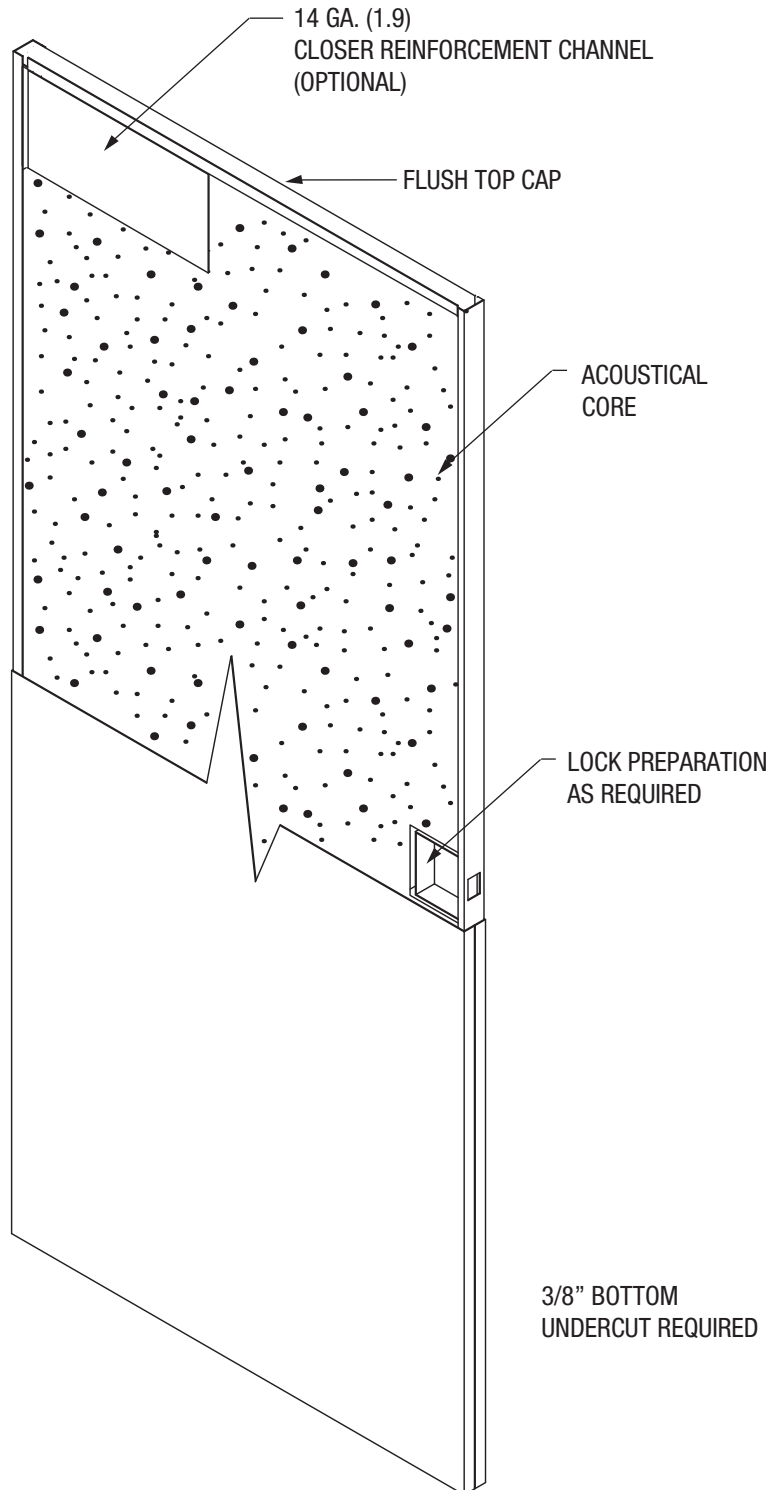 14 GA. (1.9)
CLOSER REINFORCEMENT CHANNEL
(OPTIONAL)
FLUSH TOP CAP
ACOUSTICAL
CORE
LOCK PREPARATION
AS REQUIRED
3/8” BOTTOM
UNDERCUT REQUIRED